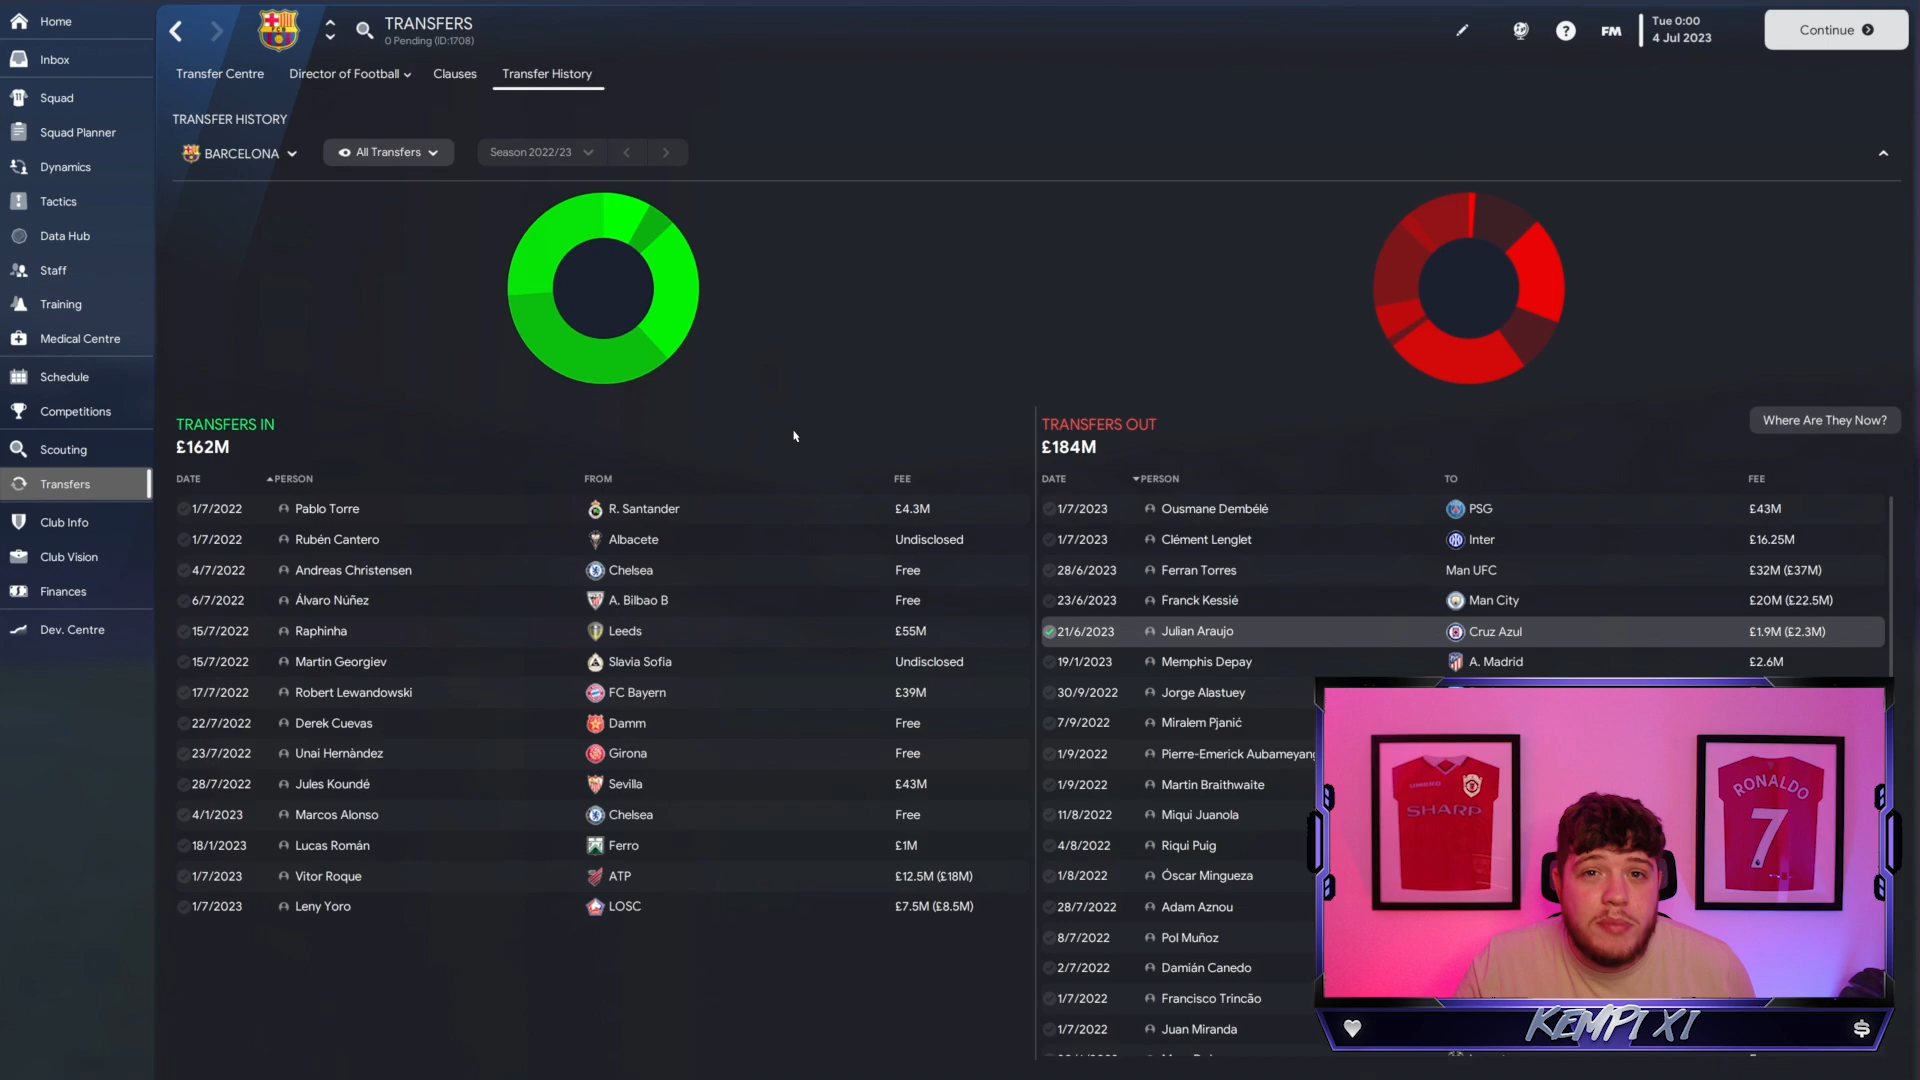 Home
Inbox
Squad
Squad Planner
Dynamics
Tactics
Data Hub
Staff
Training
Medical Centre
Schedule
Competitions
Scouting
Transfers
Club Info
Club Vision
Finances
Dev. Centre
TRANSFERS
0 Pending (ID:1708)
FM
Tue 0:00
4 Jul 2023
Continue
Transfer Centre Director of Football Clauses Transfer History
TRANSFER HISTORY
BARCELONA All Transfers Season 2022/23
TRANSFERS IN
£162M
DATE PERSON FROM FEE
1/7/2022 Pablo Torre R. Santander £4.3M
1/7/2022 Rubén Cantero Albacete Undisclosed
4/7/2022 Andreas Christensen Chelsea Free
6/7/2022 Álvaro Núñez A. Bilbao B Free
15/7/2022 Raphinha Leeds £55M
15/7/2022 Martin Georgiev Slavia Sofia Undisclosed
17/7/2022 Robert Lewandowski FC Bayern £39M
22/7/2022 Derek Cuevas Damm Free
23/7/2022 Unai Hernàndez Girona Free
28/7/2022 Jules Koundé Sevilla £43M
4/1/2023 Marcos Alonso Chelsea Free
18/1/2023 Lucas Román Ferro £1M
1/7/2023 Vitor Roque ATP £12.5M (£18M)
1/7/2023 Leny Yoro LOSC £7.5M (£8.5M)
TRANSFERS OUT
£184M
Where Are They Now?
DATE PERSON TO FEE
1/7/2023 Ousmane Dembélé PSG £43M
1/7/2023 Clément Lenglet Inter £16.25M
28/6/2023 Ferran Torres Man UFC £32M (£37M)
23/6/2023 Franck Kessié Man City £20M (£22.5M)
21/6/2023 Julian Araujo Cruz Azul £1.9M (£2.3M)
19/1/2023 Memphis Depay A. Madrid £2.6M
30/9/2022 Jorge Alastuey
7/9/2022 Miralem Pjanić
1/9/2022 Pierre-Emerick Aubameyang
1/9/2022 Martin Braithwaite
11/8/2022 Miqui Juanola
4/8/2022 Riqui Puig
1/8/2022 Óscar Mingueza
28/7/2022 Adam Aznou
8/7/2022 Pol Muñoz
2/7/2022 Damián Canedo
1/7/2022 Francisco Trincão
1/7/2022 Juan Miranda
UMBRO
SHARP
RONALDO
7
KEMPI XI